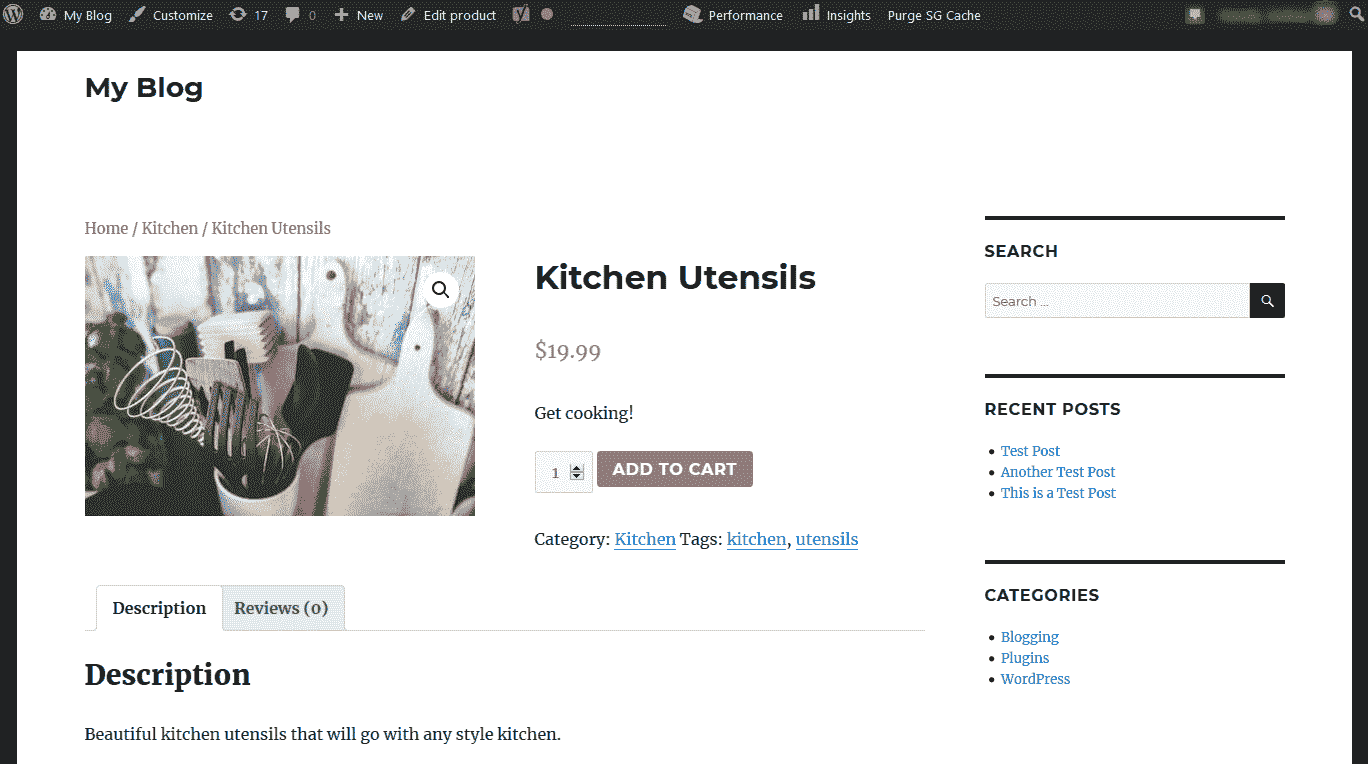 My Blog Customize 17 0 New Edit product Performance Insights Purge SG Cache
My Blog
Home / Kitchen / Kitchen Utensils
Kitchen Utensils
$19.99
Get cooking!
1 ADD TO CART
Category: Kitchen Tags: kitchen, utensils
Description Reviews (0)
Description
Beautiful kitchen utensils that will go with any style kitchen.
SEARCH
Search ...
RECENT POSTS
Test Post
Another Test Post
This is a Test Post
CATEGORIES
Blogging
Plugins
WordPress